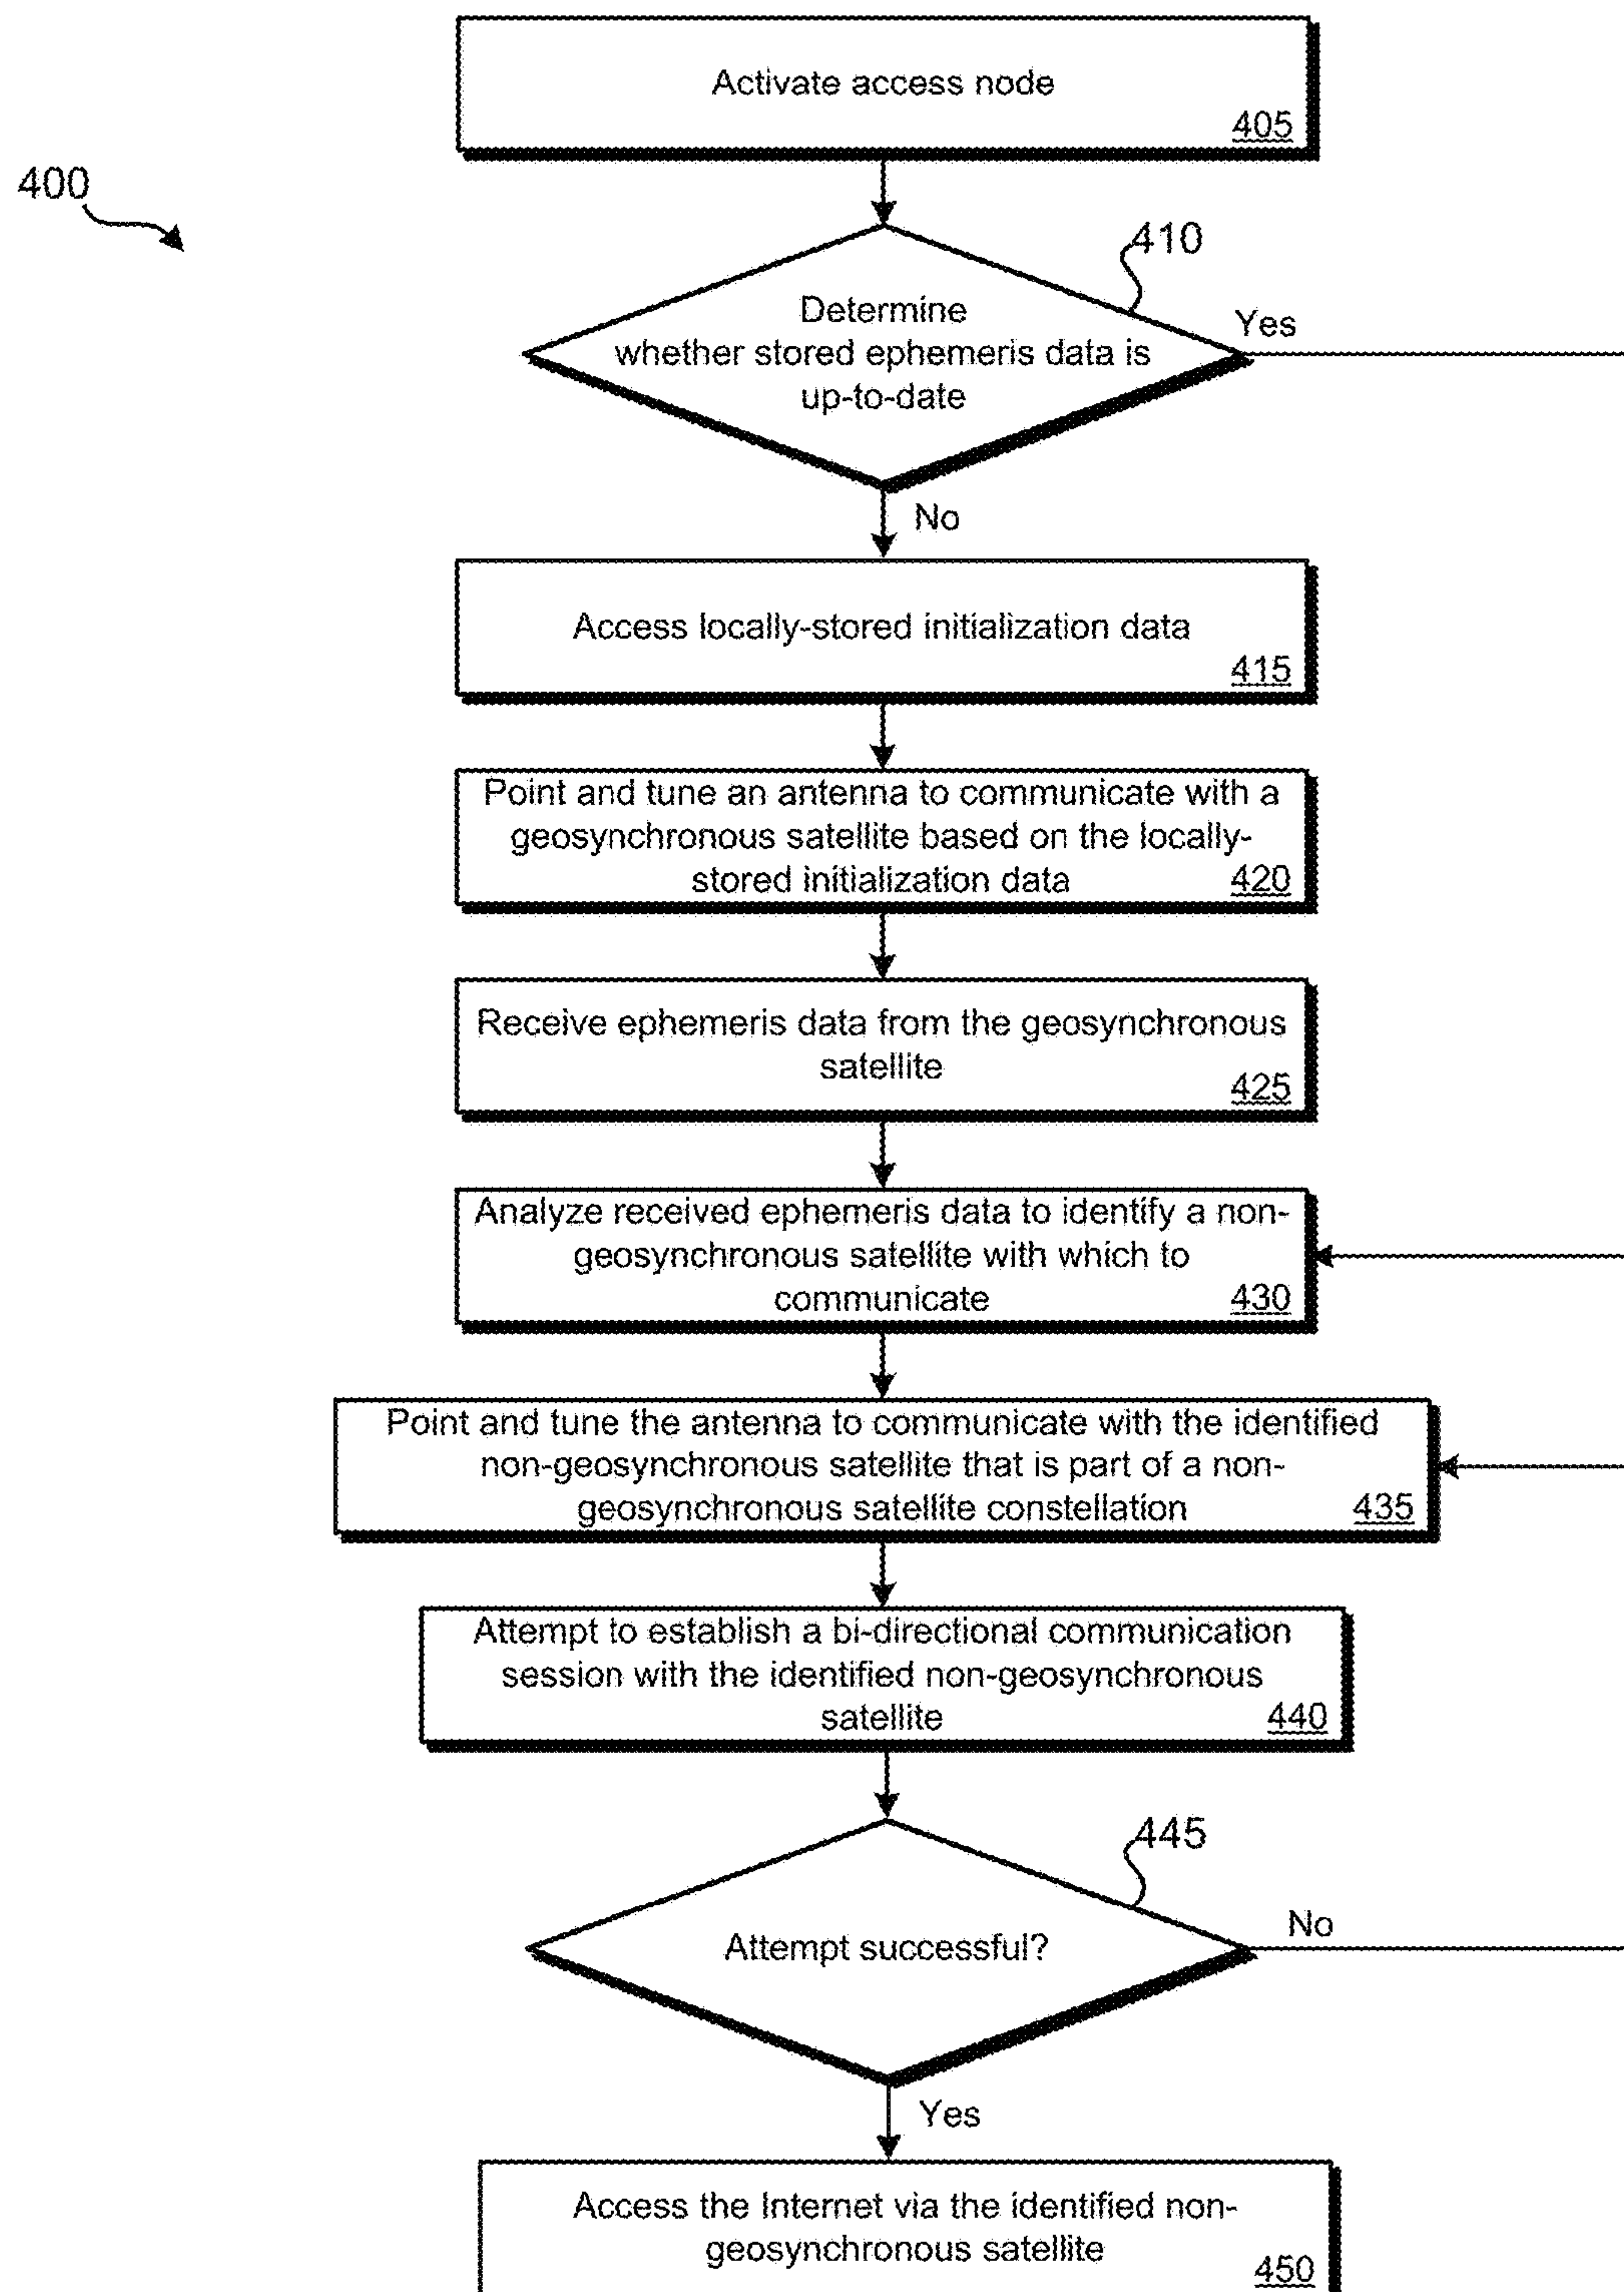 Activate access node
405
400
410
Determine
whether stored ephemeris data is
up-to-date
Yes
No
Access locally-stored initialization data
415
Point and tune an antenna to communicate with a
geosynchronous satellite based on the locally-
stored initialization data
420
Receive ephemeris data from the geosynchronous
satellite
425
Analyze received ephemeris data to identify a non-
geosynchronous satellite with which to
communicate
430
Point and tune the antenna to communicate with the identified
non-geosynchronous satellite that is part of a non-
geosynchronous satellite constellation
435
Attempt to establish a bi-directional communication
session with the identified non-geosynchronous
satellite
440
445
Attempt successful?
No
Yes
Access the Internet via the identified non-
geosynchronous satellite
450